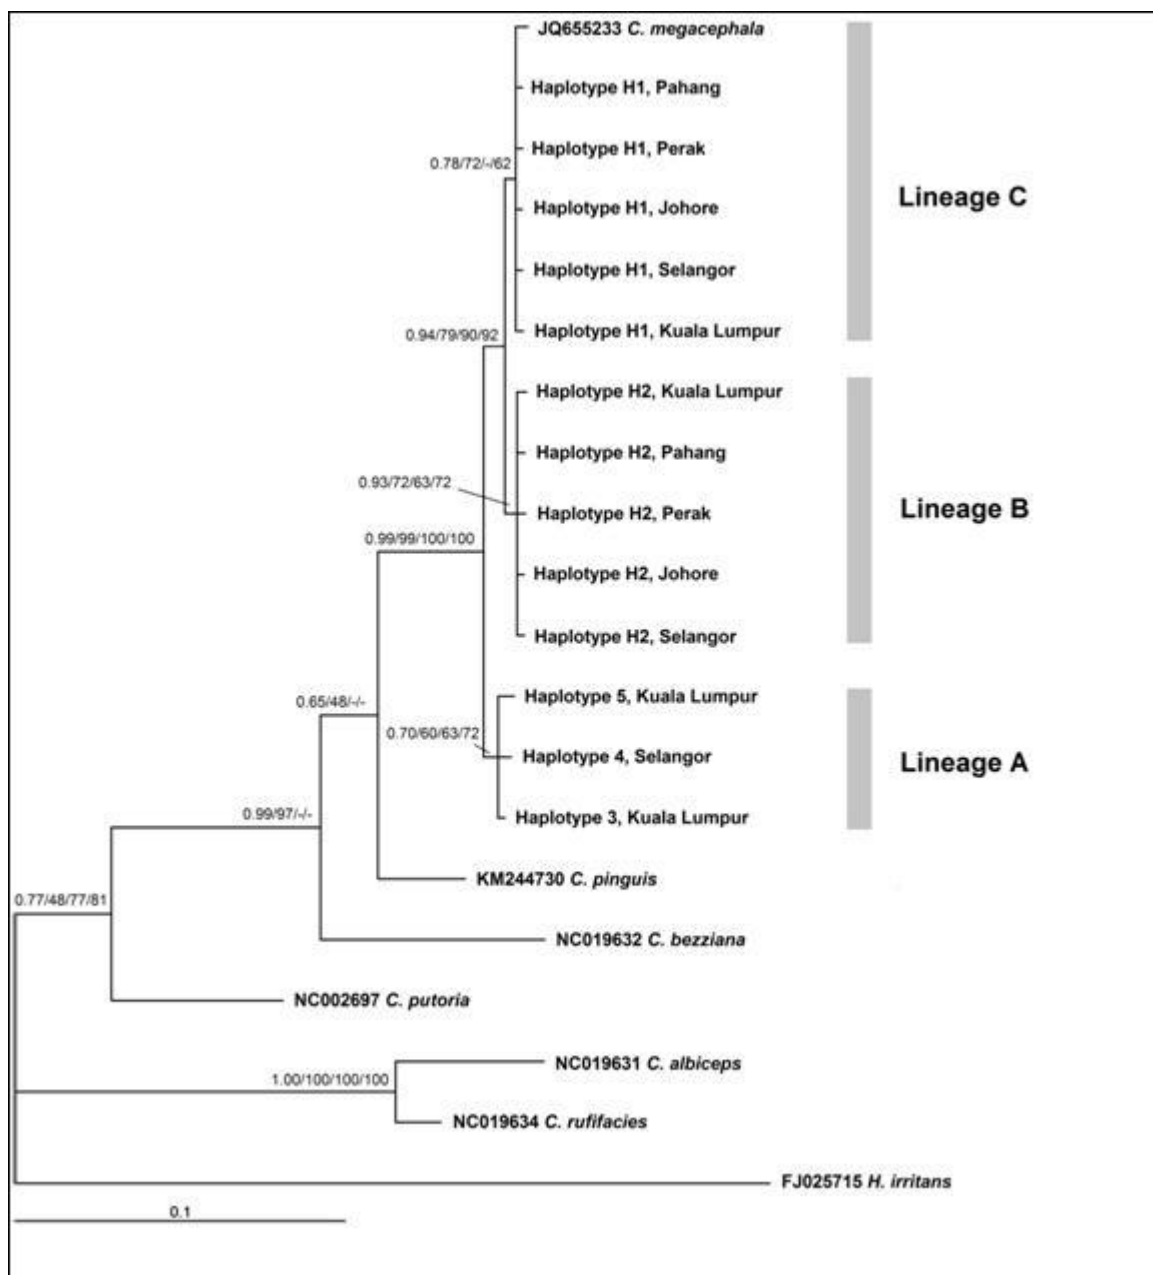 JQ655233 C. megacephala
Haplotype H1, Pahang
Haplotype H1, Perak
0.78/72/-/62
Haplotype H1, Johore
Lineage C
Haplotype H1, Selangor
Haplotype H1, Kuala Lumpur
0.94/79/90/92
Haplotype H2, Kuala Lumpur
Haplotype H2, Pahang
0.93/72/63/72
Haplotype H2, Perak
Lineage B
0.99/99/100/100
Haplotype H2, Johore
Haplotype H2, Selangor
Haplotype 5, Kuala Lumpur
0.65/48/-/-
0.70/60/63/72
Haplotype 4, Selangor
Lineage A
Haplotype 3, Kuala Lumpur
0.99/97/-/-
KM244730 C. pinguis
0.77/48/77/81
NC019632 C. bezziana
NC002697 C. putoria
NC019631 C. albiceps
1.00/100/100/100
NC019634 C. rufifacies
FJ025715 H. irritans
0.1